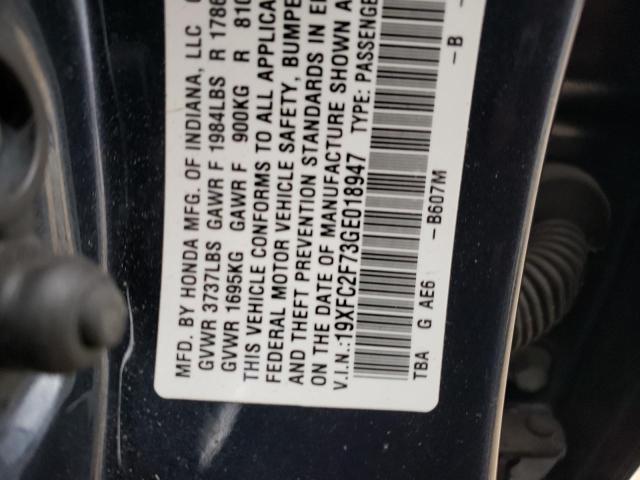 MFD. BY HONDA MFG. OF INDIANA, LLC
GVWR 3737LBS GAWR F 1984LBS R 1786
GVWR 1695KG GAWR F 900KG R 810
THIS VEHICLE CONFORMS TO ALL APPLICA
FEDERAL MOTOR VEHICLE SAFETY, BUMPE
AND THEFT PREVENTION STANDARDS IN E
ON THE DATE OF MANUFACTURE SHOWN A
V.I.N.:19XFC2F73GE018947 TYPE: PASSENGE
-B607M -B
TBA G AE6